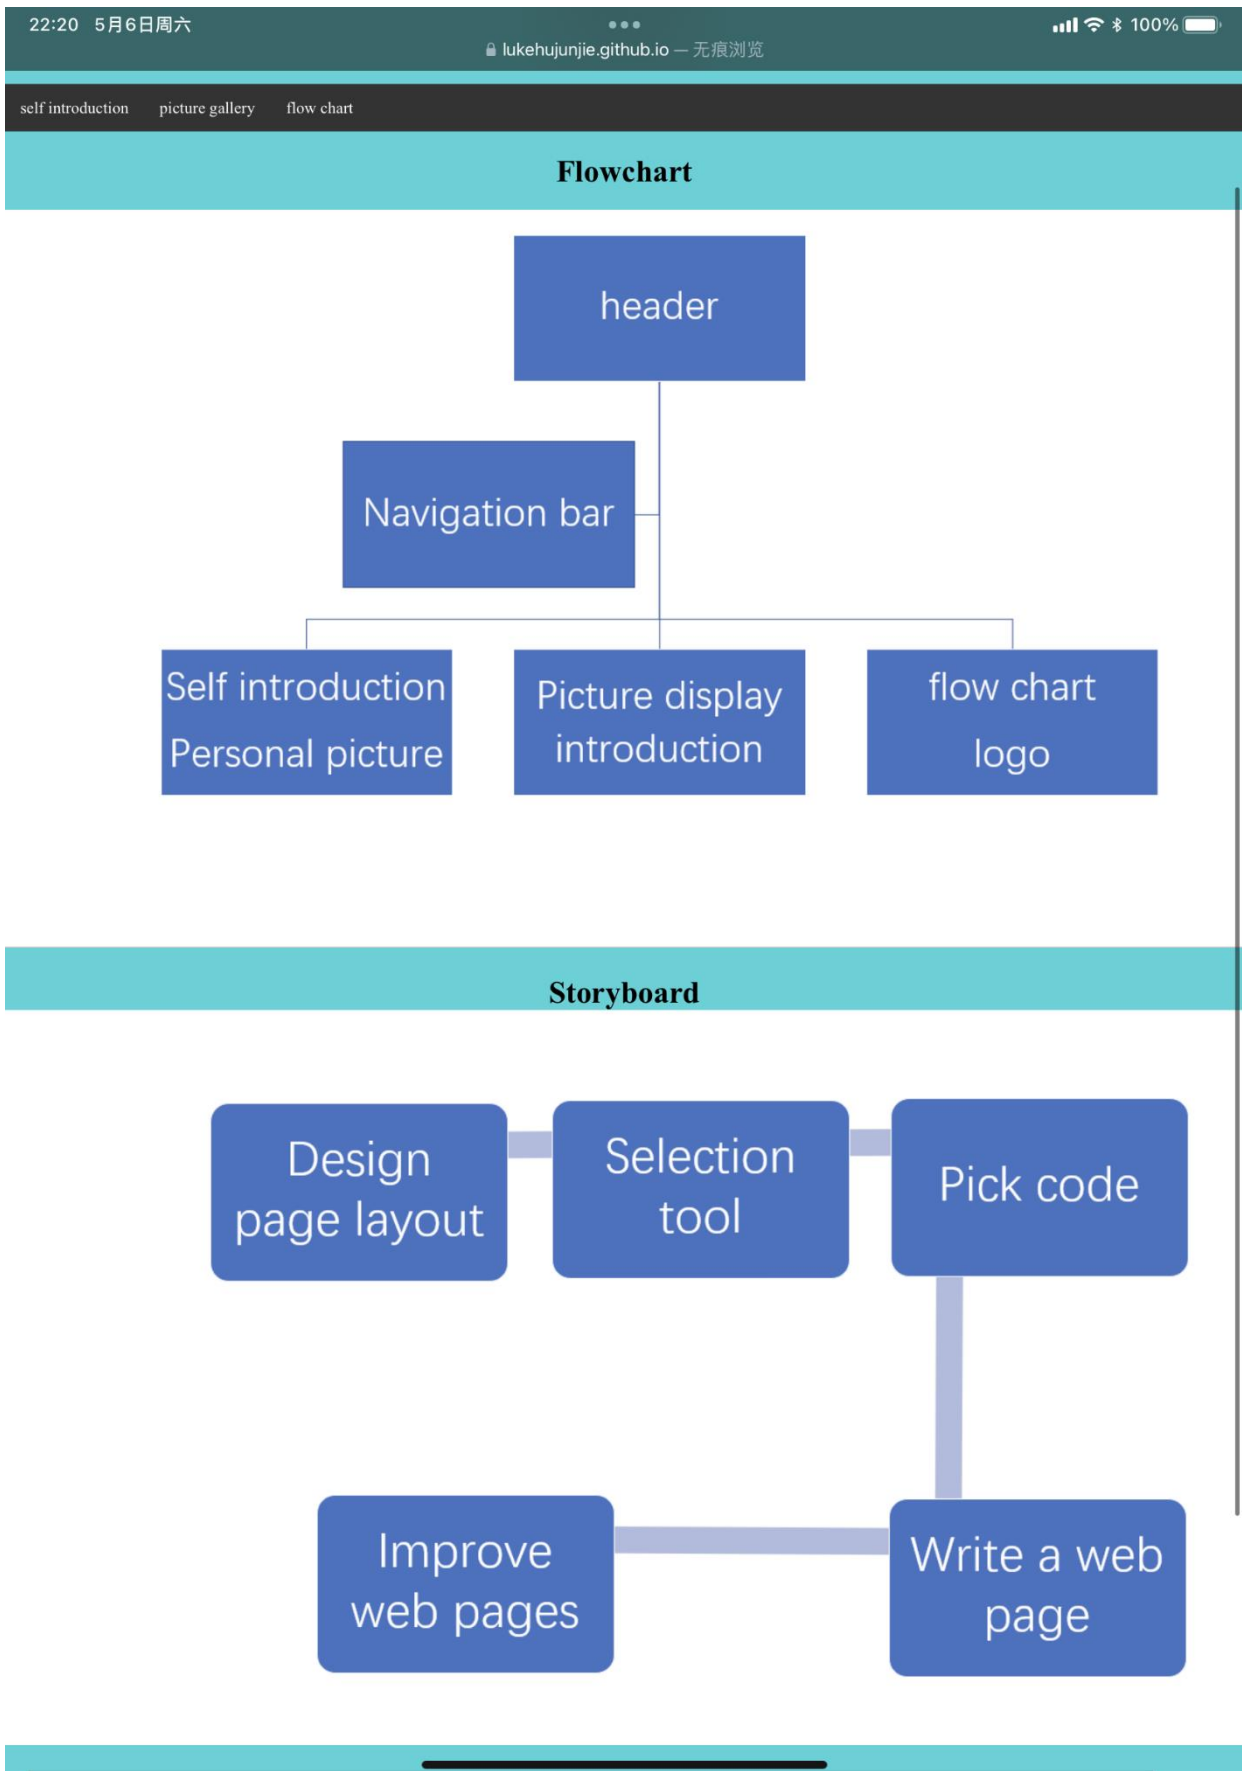 22:20 5月6日周六
100%
lukehujunjie.github.io — 无痕浏览
self introduction picture gallery flow chart
Flowchart
header
Navigation bar
Self introduction
Personal picture
Picture display
introduction
flow chart
logo
Storyboard
Design
page layout
Selection
tool
Pick code
Improve
web pages
Write a web
page